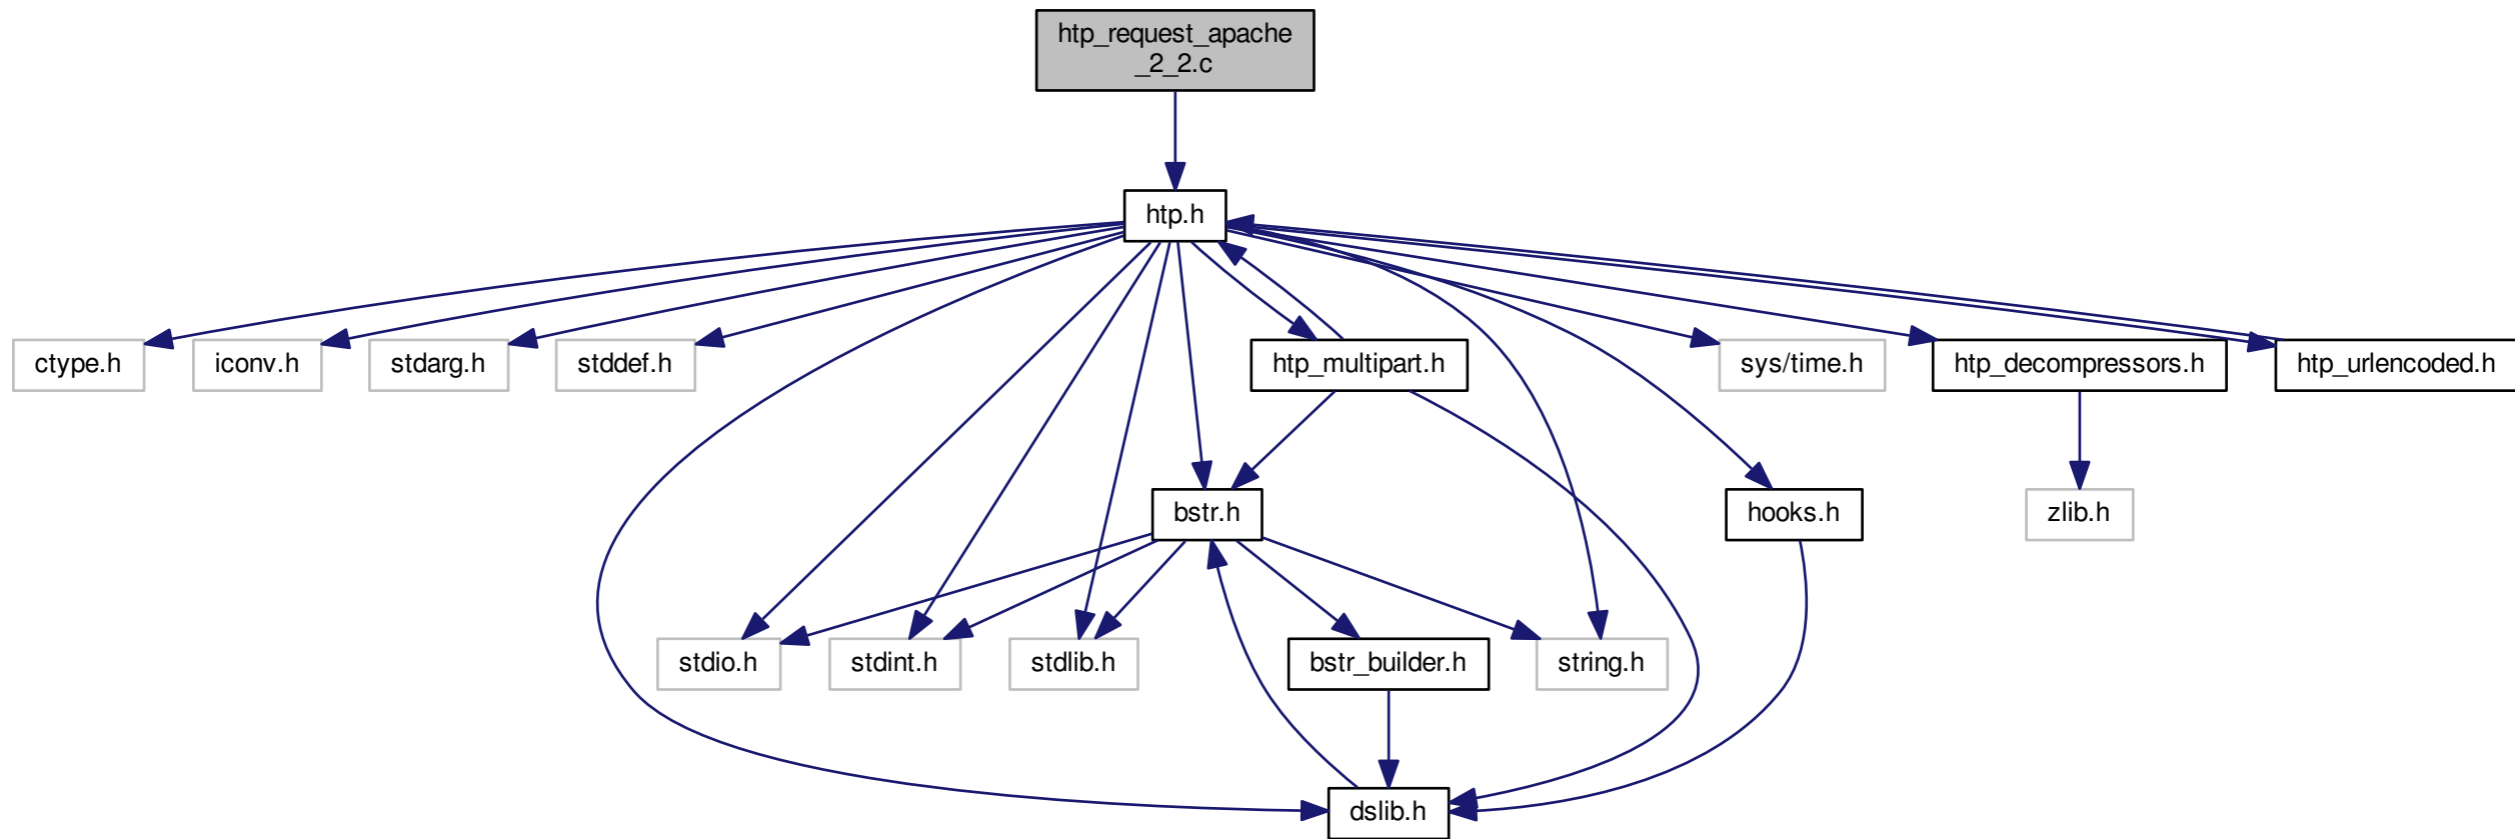 htp_request_apache
_2_2.c
htp.h
ctype.h
iconv.h
stdarg.h
stddef.h
htp_multipart.h
sys/time.h
htp_decompressors.h
htp_urlencoded.h
bstr.h
hooks.h
zlib.h
stdio.h
stdint.h
stdlib.h
bstr_builder.h
string.h
dslib.h